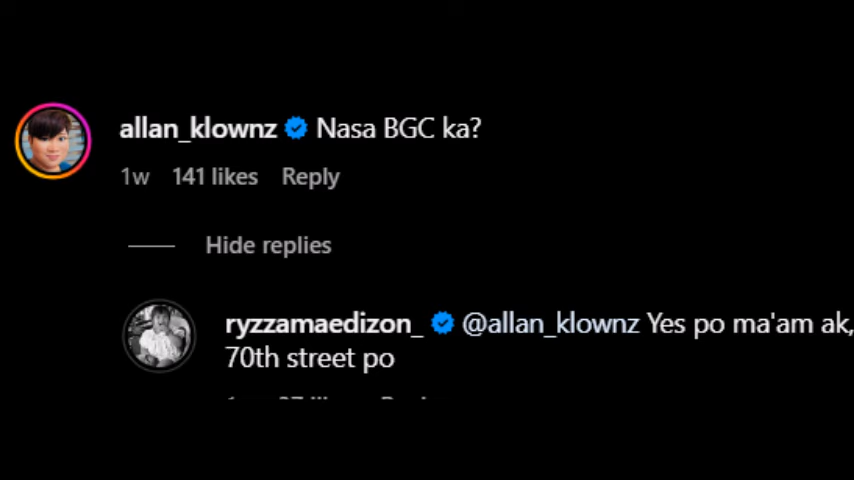 allan_klownz Nasa BGC ka?
1w 141 likes Reply
Hide replies
ryzzamaedizon_ @allan_klownz Yes po ma'am ak,
70th street po